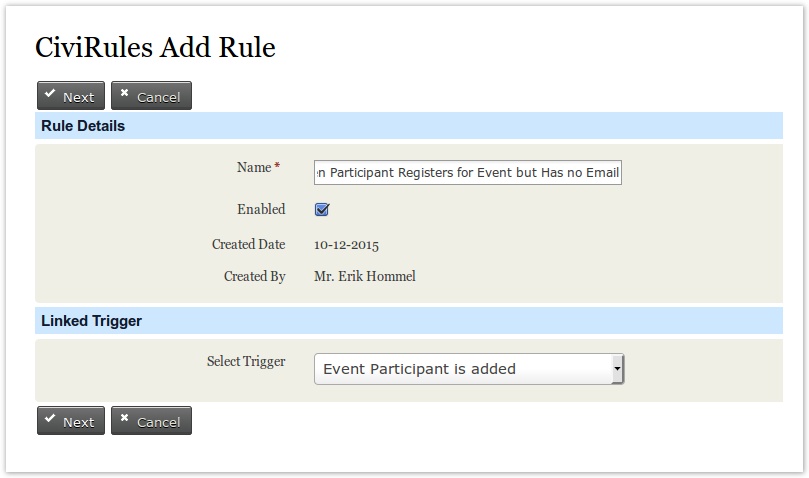 CiviRules Add Rule
Next Cancel
Rule Details
Name * Participant Registers for Event but Has no Email
Enabled
Created Date 10-12-2015
Created By Mr. Erik Hommel
Linked Trigger
Select Trigger Event Participant is added
Next Cancel